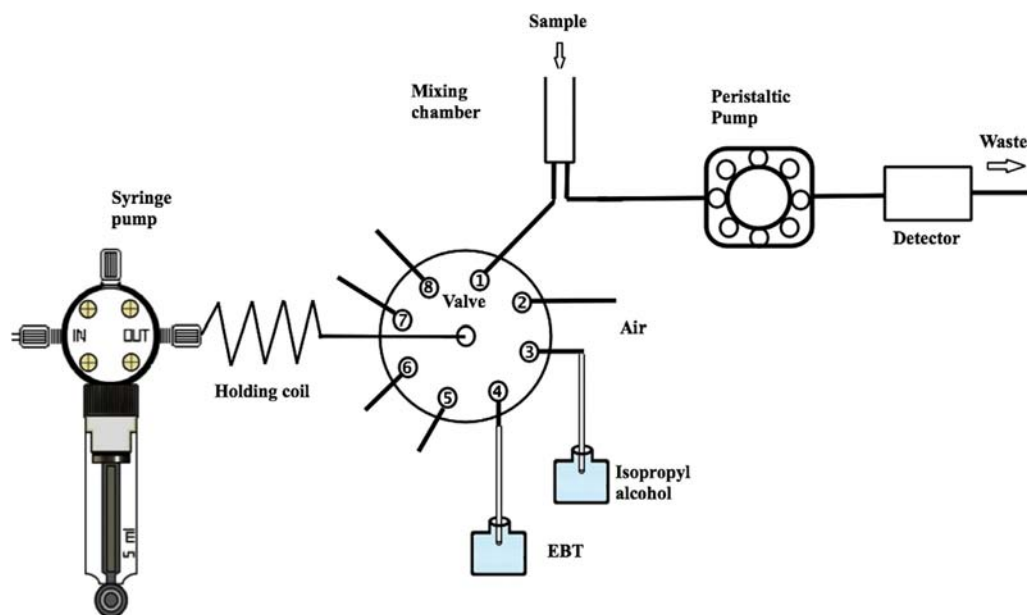 Sample
Mixing
chamber
Peristaltic
Pump
Waste
Syringe
pump
Detector
8
1
Valve
2
7
IN
OUT
Air
3
6
Holding coil
4
5
Isopropyl
alcohol
5 ml
EBT